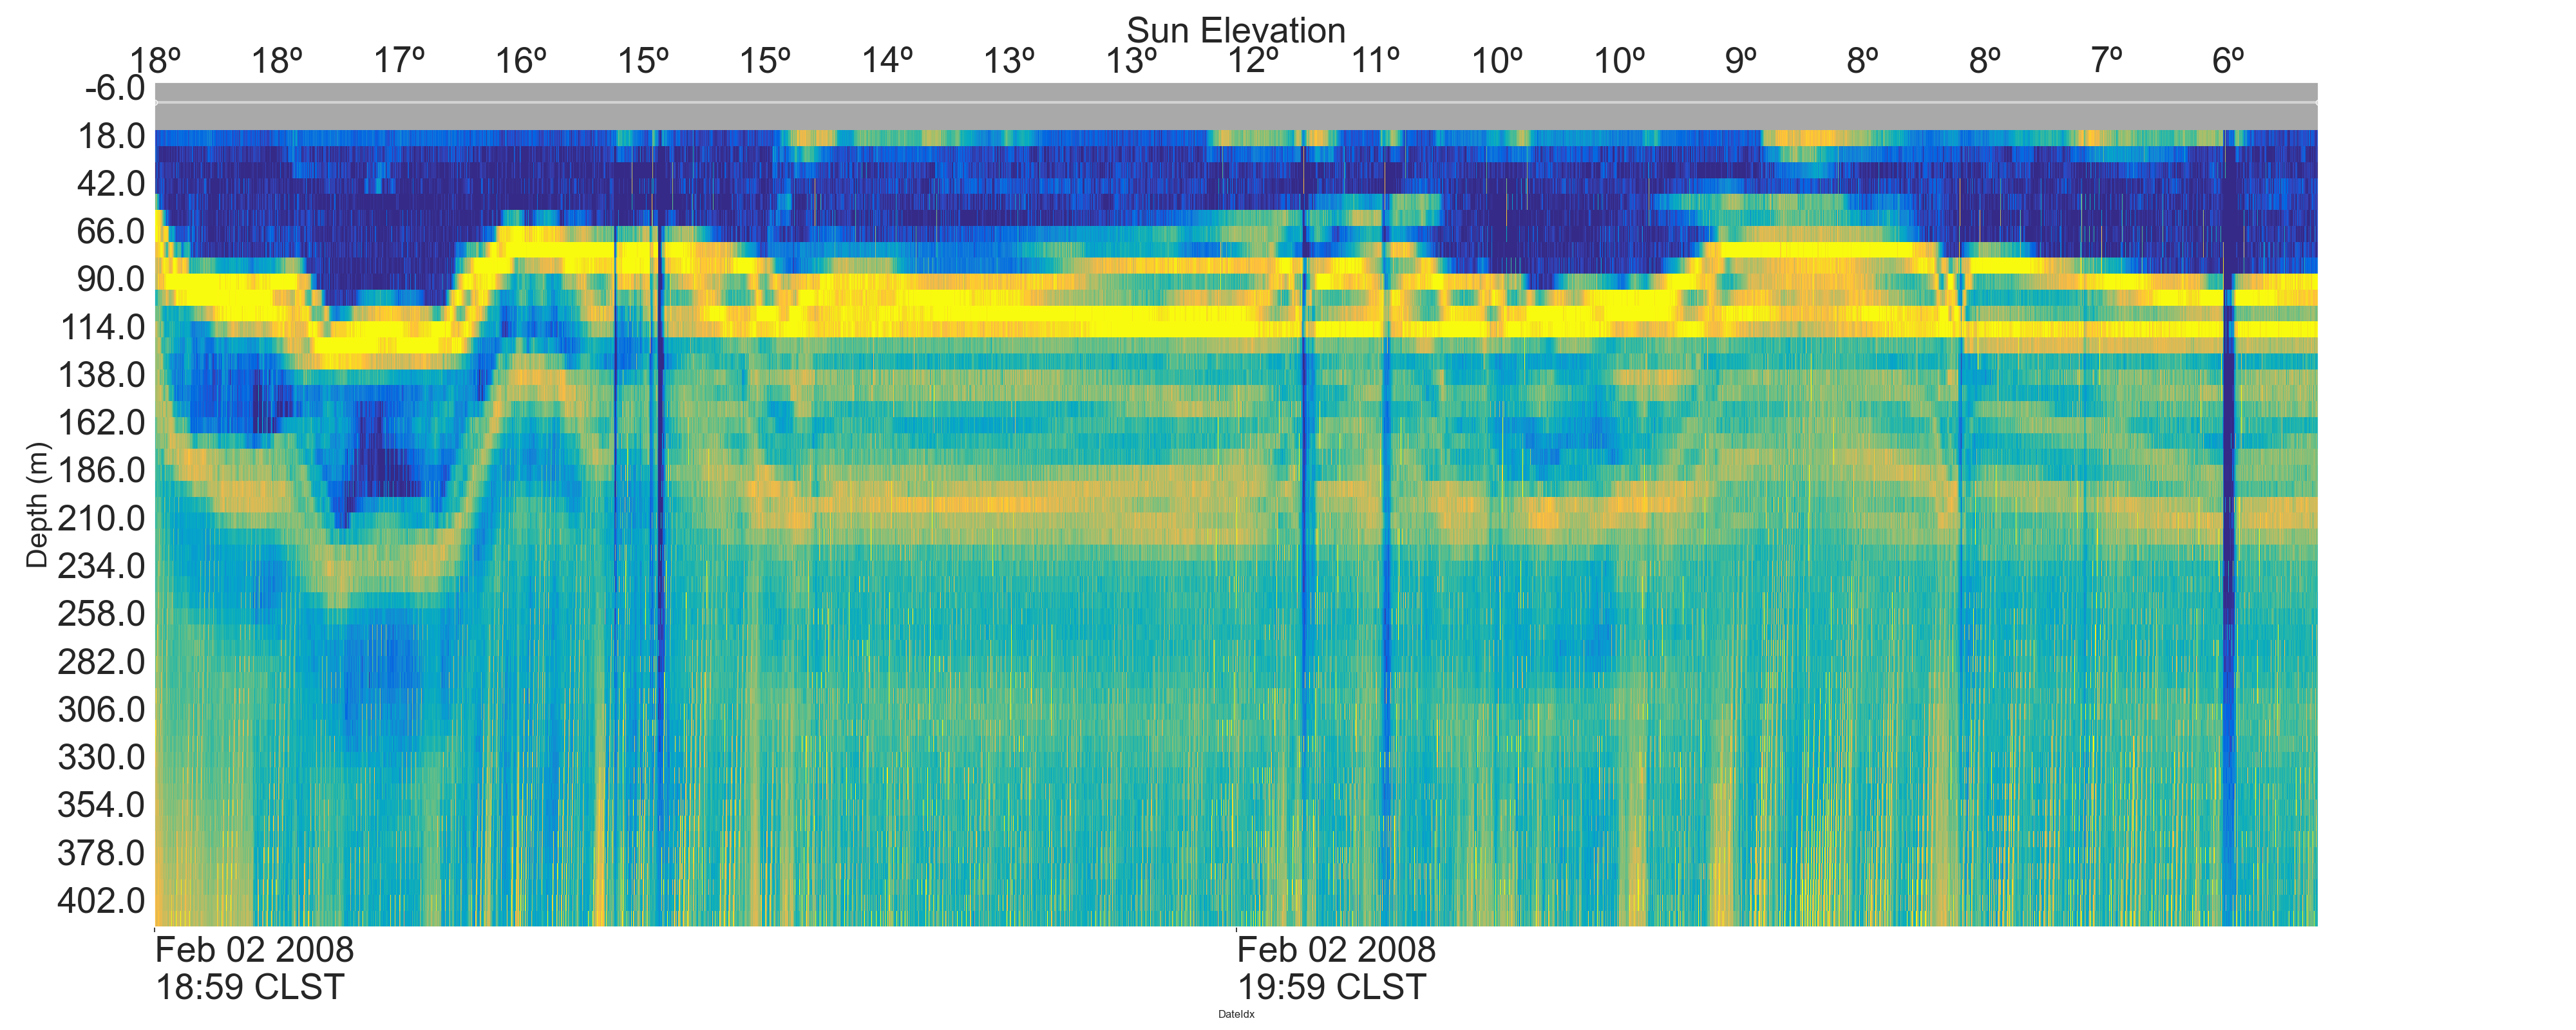 Sun Elevation
18º 18º 17º 16º 15º 15º 14º 13º 13º 12º 11º 10º 10º 9º 8º 8º 7º 6º
-6.0
18.0
42.0
66.0
90.0
114.0
138.0
162.0
186.0
210.0
234.0
258.0
282.0
306.0
330.0
354.0
378.0
402.0
Depth (m)
Feb 02 2008
18:59 CLST
Feb 02 2008
19:59 CLST
DateIdx